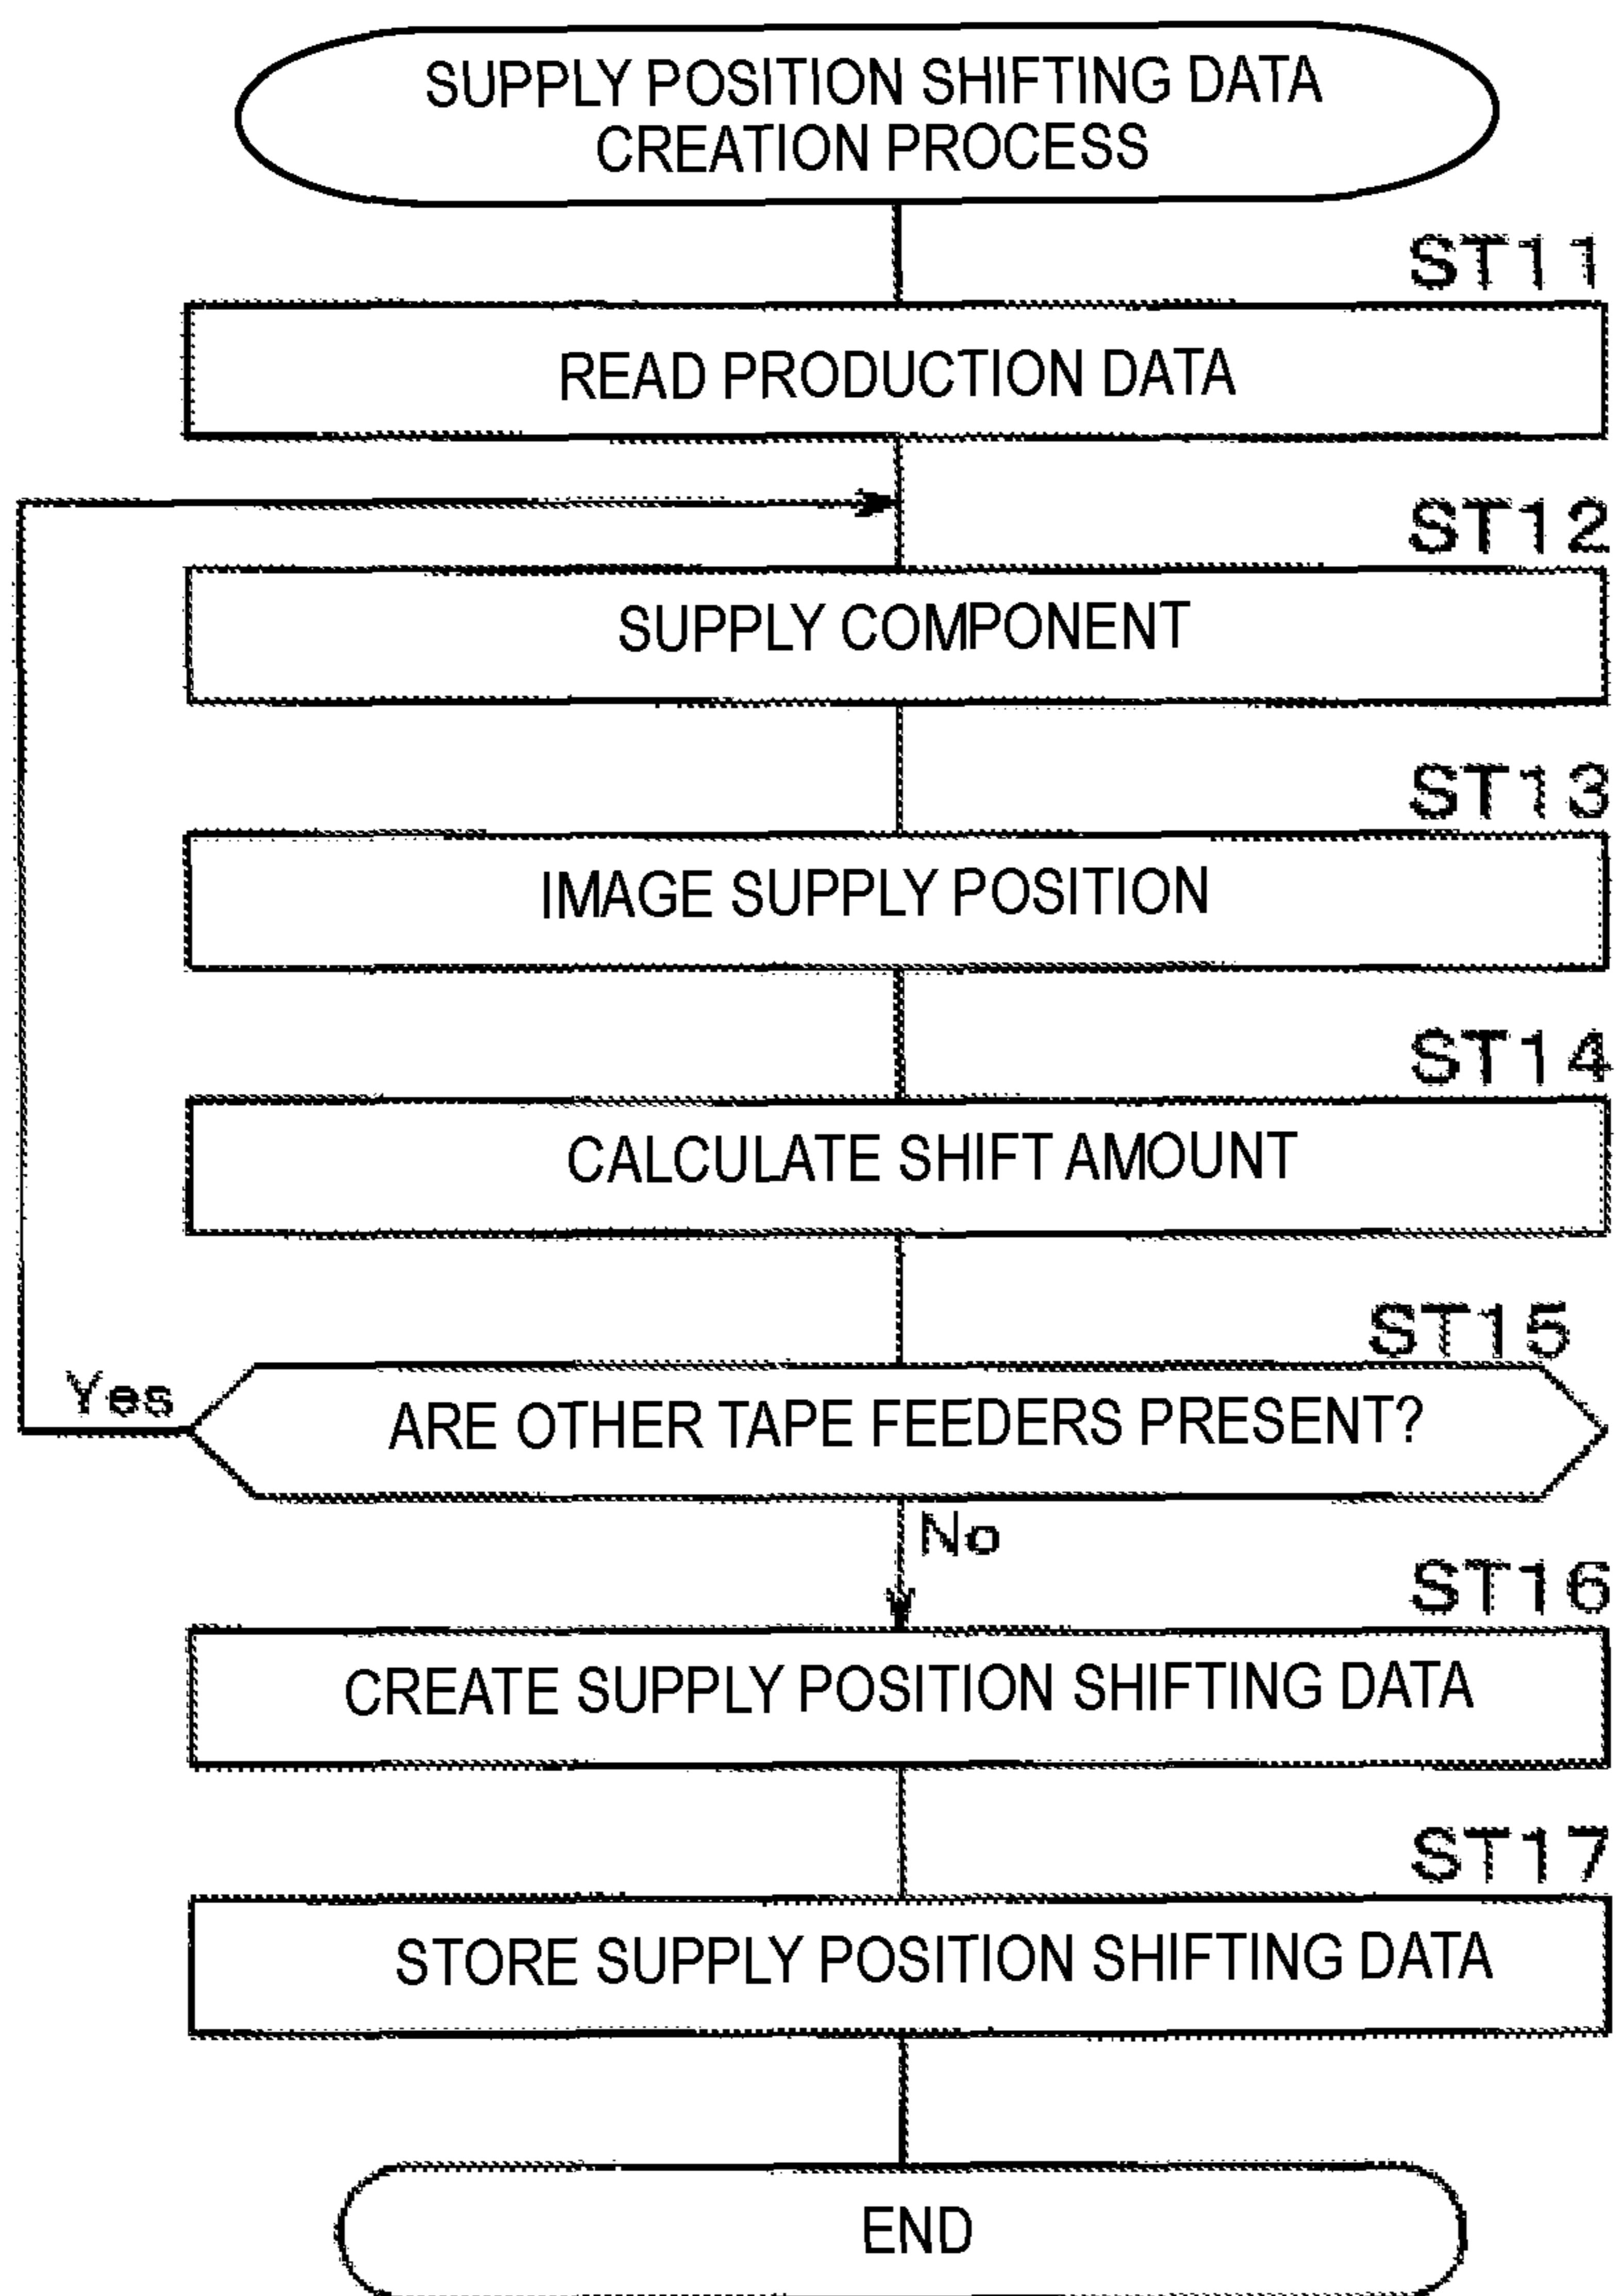 SUPPLY POSITION SHIFTING DATA
CREATION PROCESS
ST11
READ PRODUCTION DATA
ST12
SUPPLY COMPONENT
ST13
IMAGE SUPPLY POSITION
ST14
CALCULATE SHIFT AMOUNT
ST15
Yes
ARE OTHER TAPE FEEDERS PRESENT?
No
ST16
CREATE SUPPLY POSITION SHIFTING DATA
ST17
STORE SUPPLY POSITION SHIFTING DATA
END